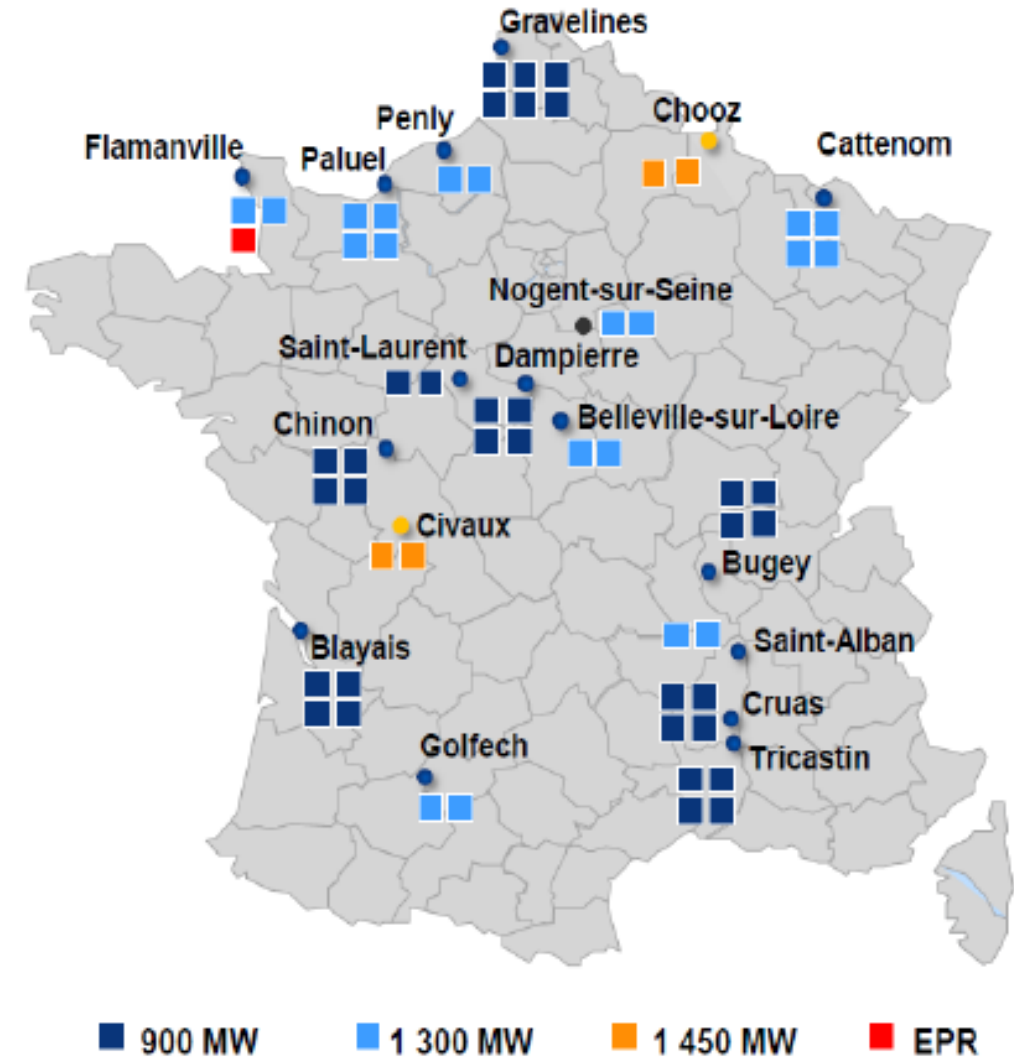 Gravelines
Chooz
Penly
Flamanville
Paluel
Cattenom
Nogent-sur-Seine
Saint-Laurent
Dampierre
Chinon
Belleville-sur-Loire
Civaux
Bugey
Blayais
Saint-Alban
Cruas
Golfech
Tricastin
900 MW 1 300 MW 1 450 MW EPR